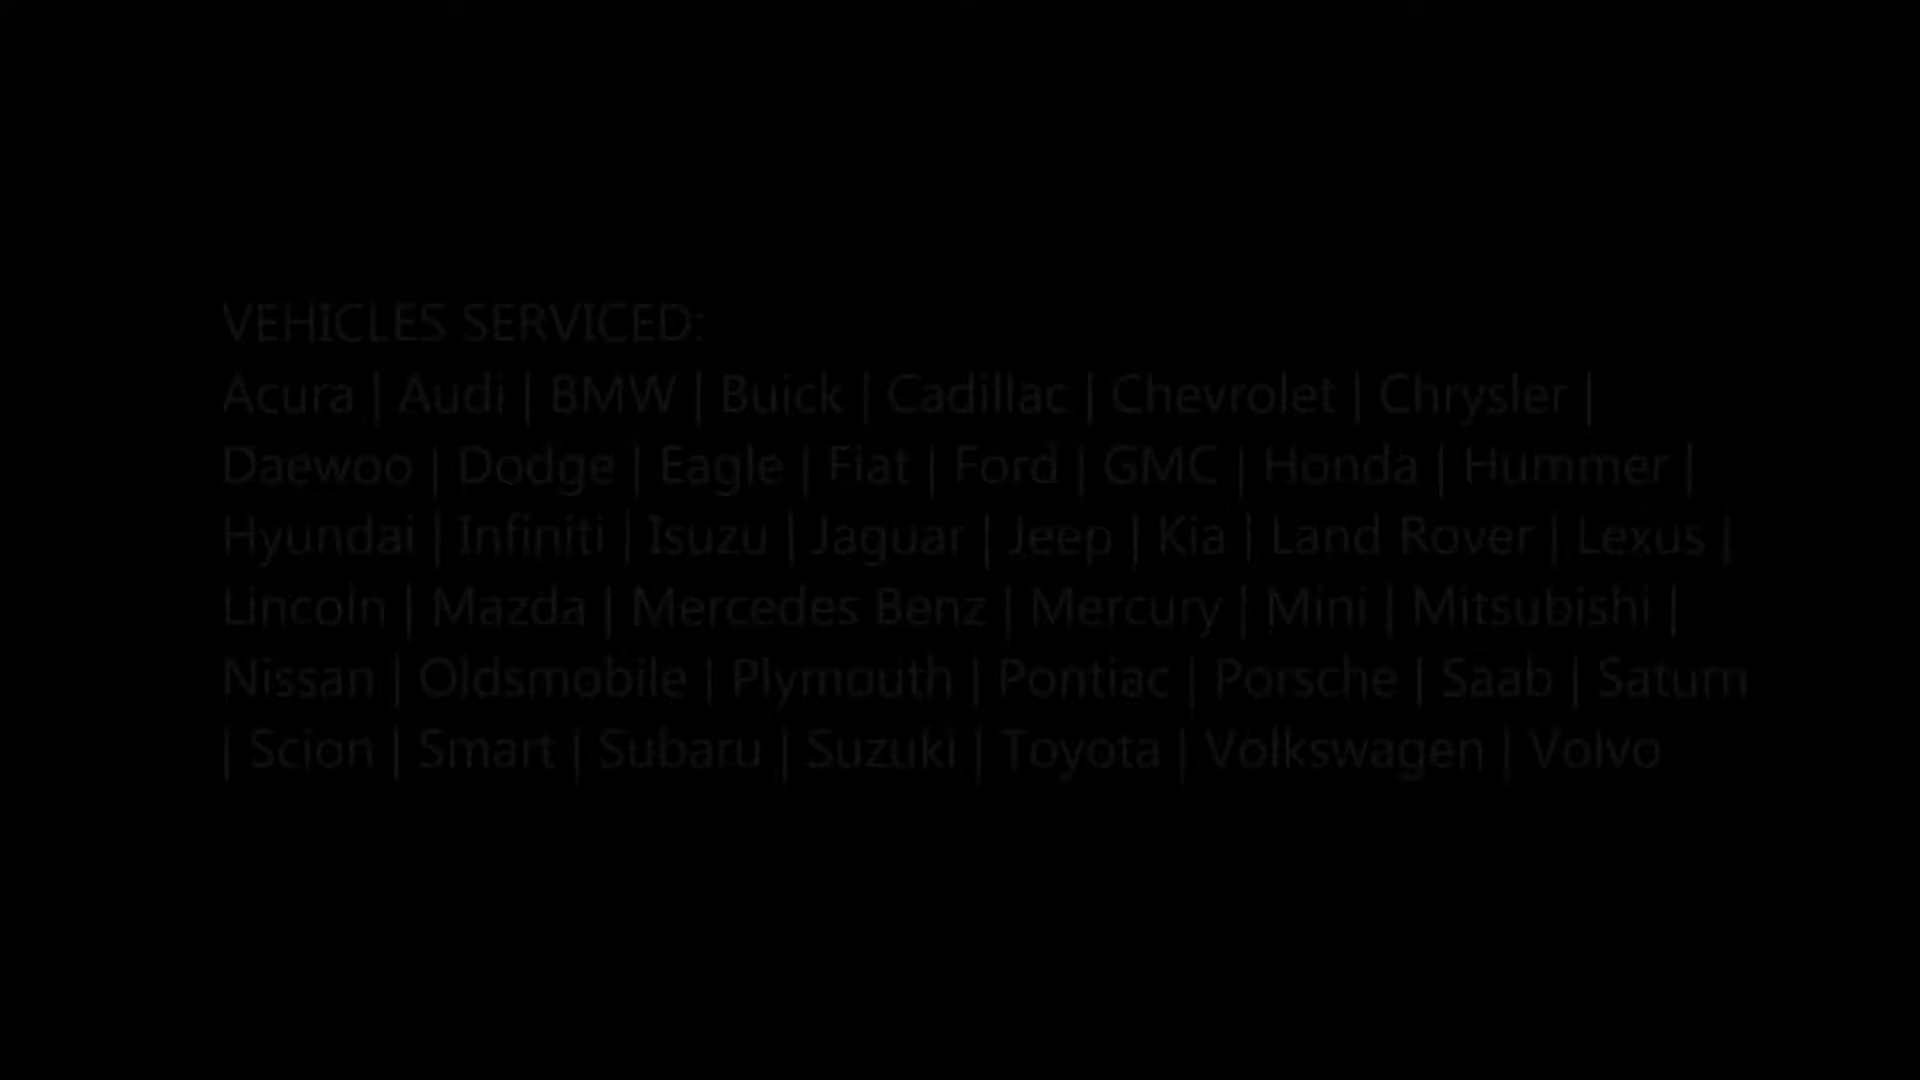 VEHICLES SERVICED:
Acura | Audi | BMW | Buick | Cadillac | Chevrolet | Chrysler |
Daewoo | Dodge | Eagle | Fiat | Ford | GMC | Honda | Hummer |
Hyundai | Infiniti | Isuzu | Jaguar | Jeep | Kia | Land Rover | Lexus |
Lincoln | Mazda | Mercedes Benz | Mercury | Mini | Mitsubishi |
Nissan | Oldsmobile | Plymouth | Pontiac | Porsche | Saab | Saturn
| Scion | Smart | Subaru | Suzuki | Toyota | Volkswagen | Volvo